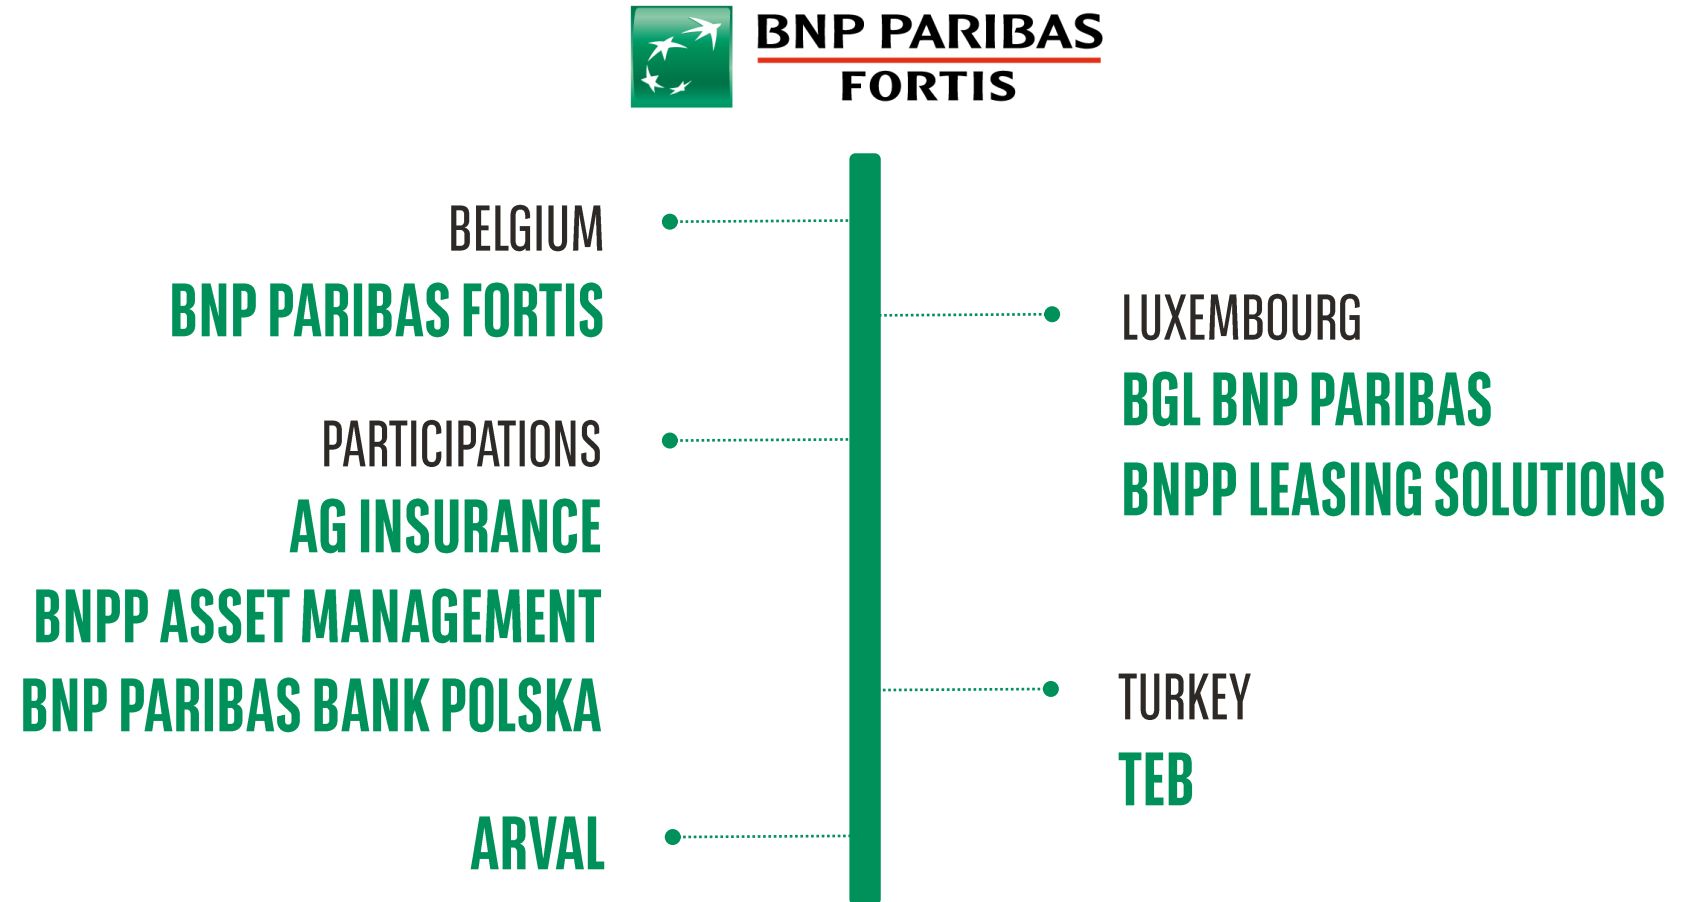 BNP PARIBAS
FORTIS
BELGIUM
BNP PARIBAS FORTIS
LUXEMBOURG
BGL BNP PARIBAS
BNPP LEASING SOLUTIONS
PARTICIPATIONS
AG INSURANCE
BNPP ASSET MANAGEMENT
BNP PARIBAS BANK POLSKA
TURKEY
TEB
ARVAL